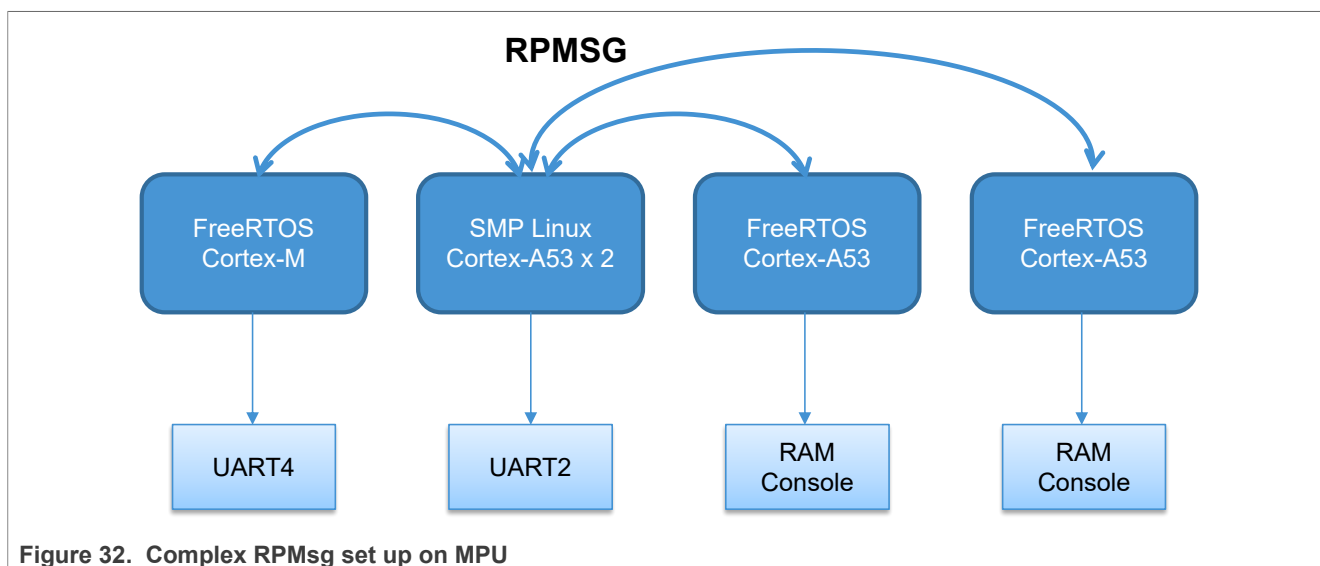 RPMSG
FreeRTOS
Cortex-M
SMP Linux
Cortex-A53 x 2
FreeRTOS
Cortex-A53
FreeRTOS
Cortex-A53
UART4
UART2
RAM
Console
RAM
Console
Figure 32. Complex RPMsg set up on MPU